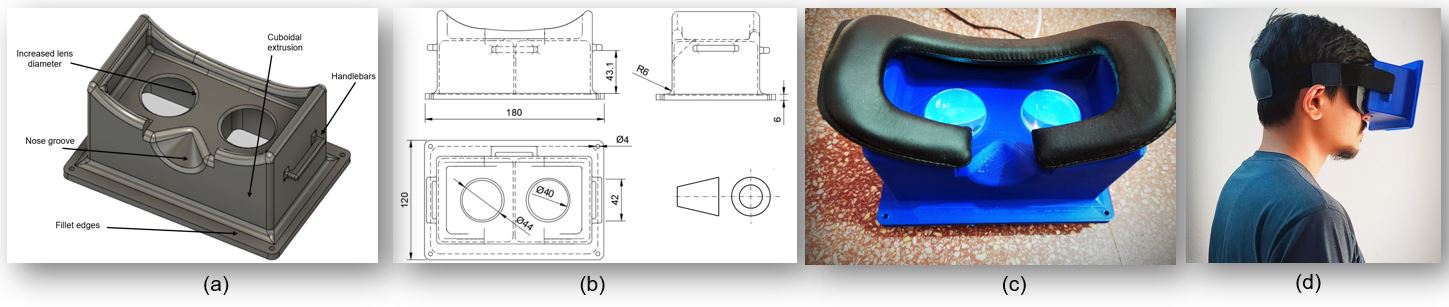 Increased lens
diameter
Cuboidal
extrusion
Handlebars
Nose groove
Fillet edges
(a)
43.1
180
R6
6
Ø4
120
Ø40
Ø44
42
(b)
(c)
(d)